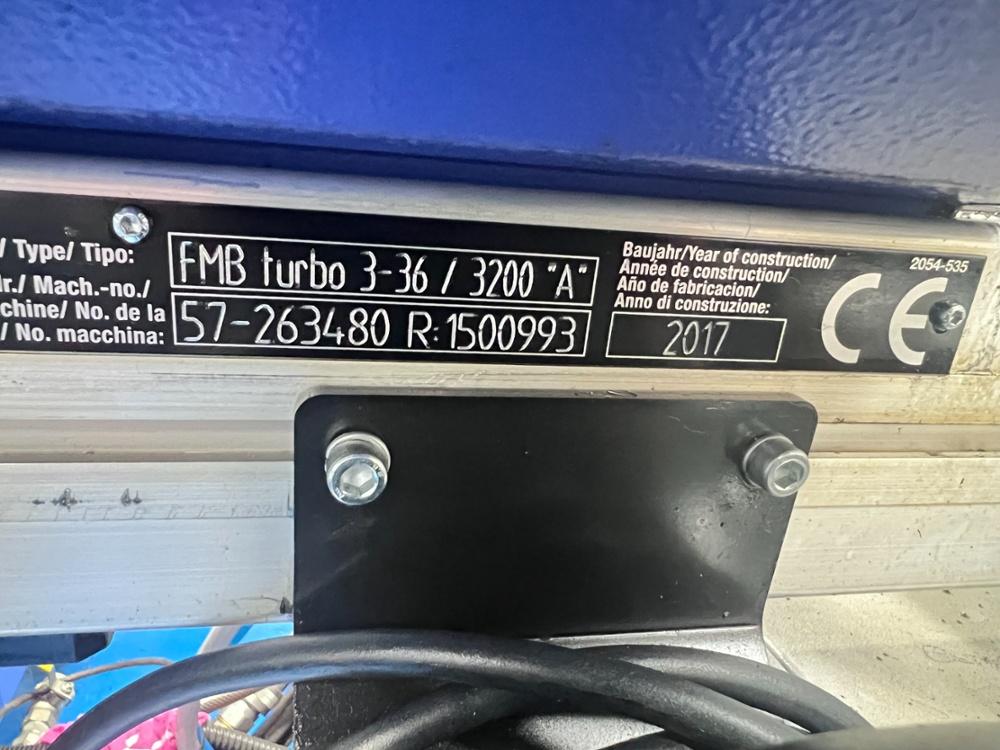 / Type/ Tipo:
FMB turbo 3-36 / 3200 "A"
r./ Mach.-no./
chine/ No. de la
/ No. macchina:
57-263480 R:1500993
Baujahr/Year of construction/
Année de construction/
Año de fabricacion/
Anno di construzione:
2017
2054-535
CE